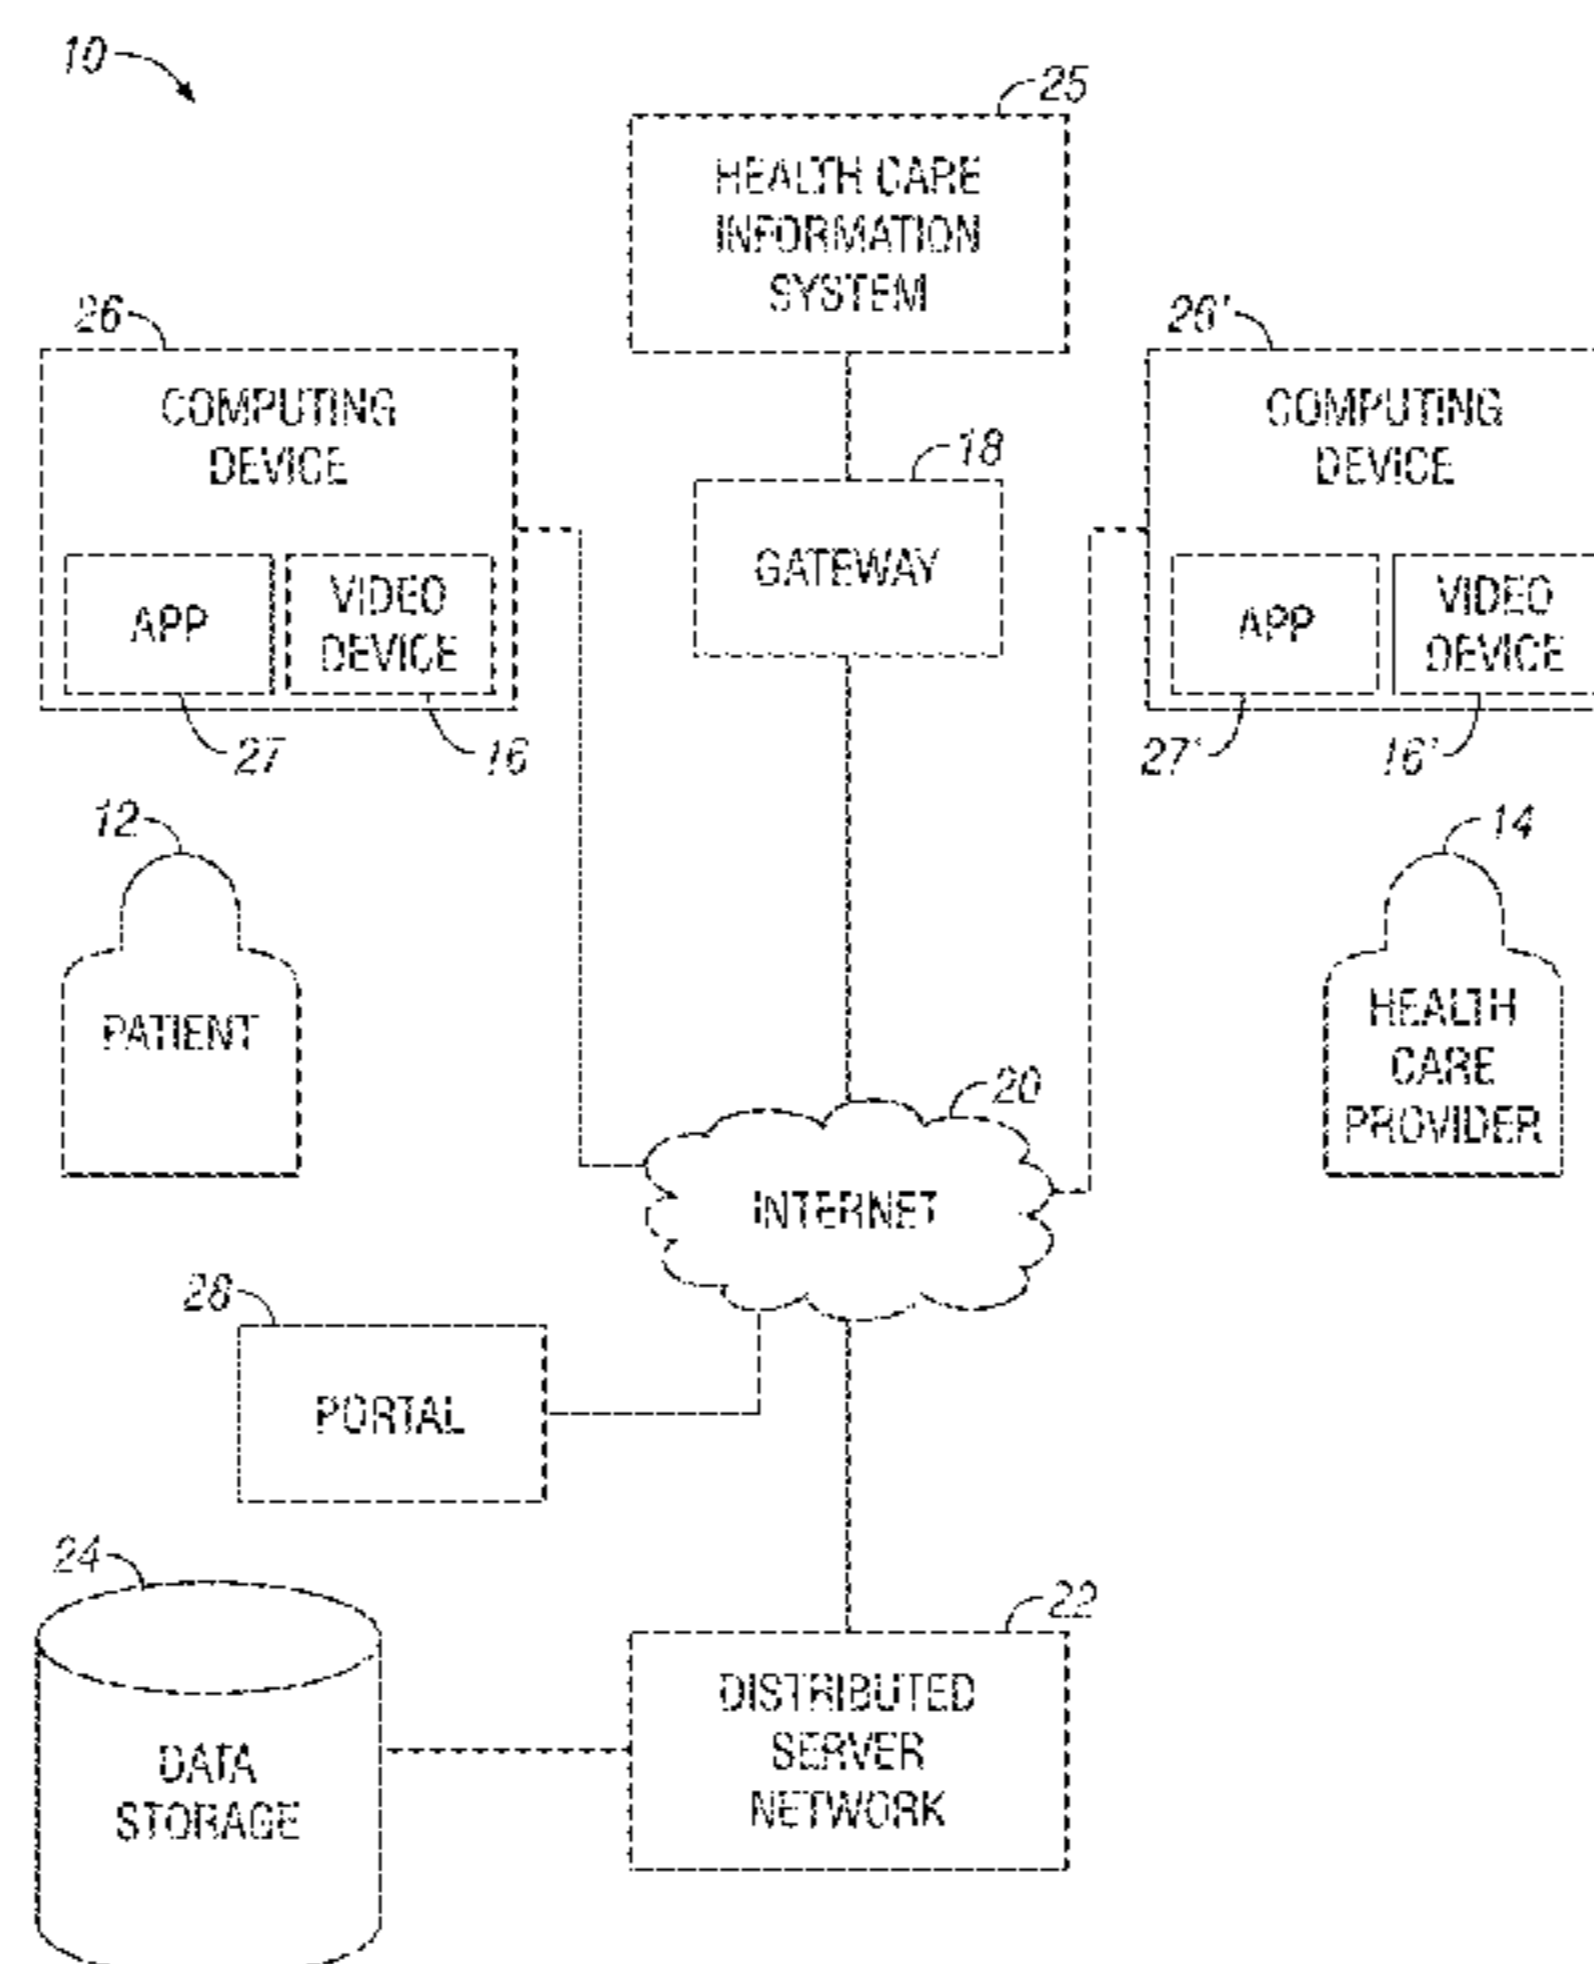 10
25
HEALTH CARE
INFORMATION
SYSTEM
26
COMPUTING
DEVICE
APP
VIDEO
DEVICE
27
16
18
GATEWAY
26'
COMPUTING
DEVICE
APP
VIDEO
DEVICE
27'
16'
12
PATIENT
14
HEALTH
CARE
PROVIDER
20
INTERNET
28
PORTAL
24
DATA
STORAGE
22
DISTRIBUTED
SERVER
NETWORK